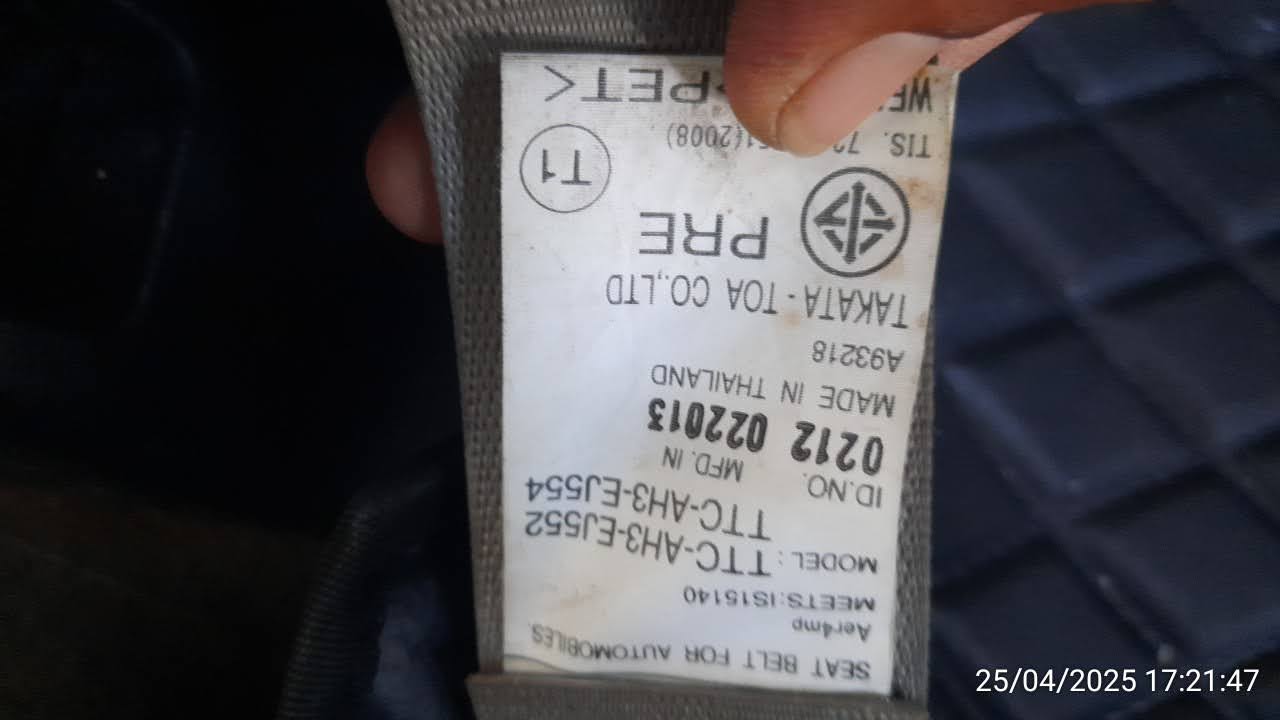 SEAT BELT FOR AUTOMOBILES.
Aer4mp
MEETS:IS15140
MODEL : TTC-AH3-EJ552
TTC-AH3-EJ554
ID.NO. MFD. IN
0212 022013
MADE IN THAILAND
A93218
TAKATA - TOA CO.,LTD
PRE
T1
TIS. (2008)
PET<
25/04/2025 17:21:47